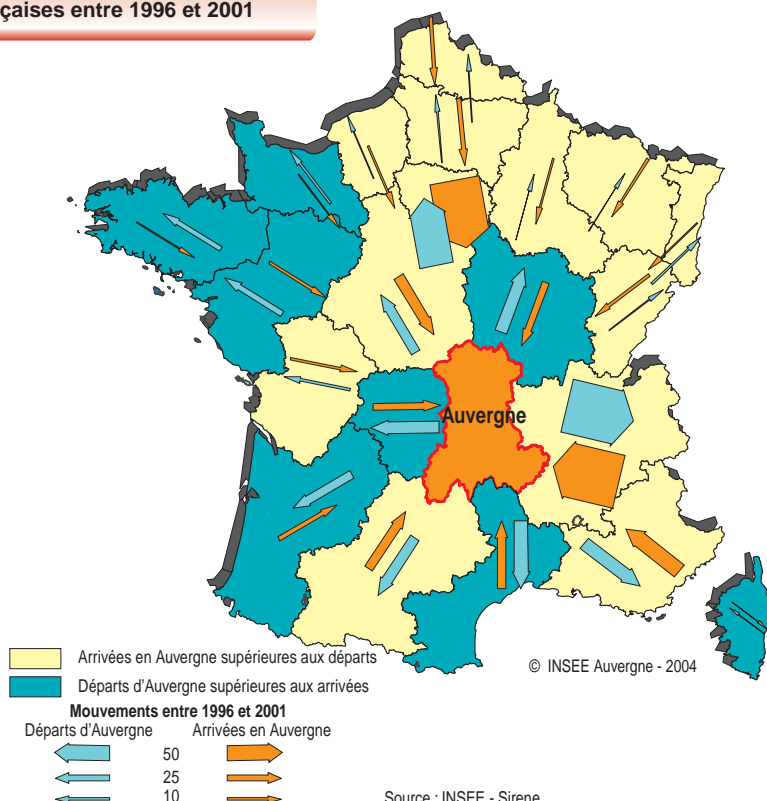 çaises entre 1996 et 2001
Auvergne
Arrivées en Auvergne supérieures aux départs
Départs d'Auvergne supérieures aux arrivées
© INSEE Auvergne - 2004
Mouvements entre 1996 et 2001
Départs d'Auvergne Arrivées en Auvergne
50
25
10
Source : INSEE - Sirene